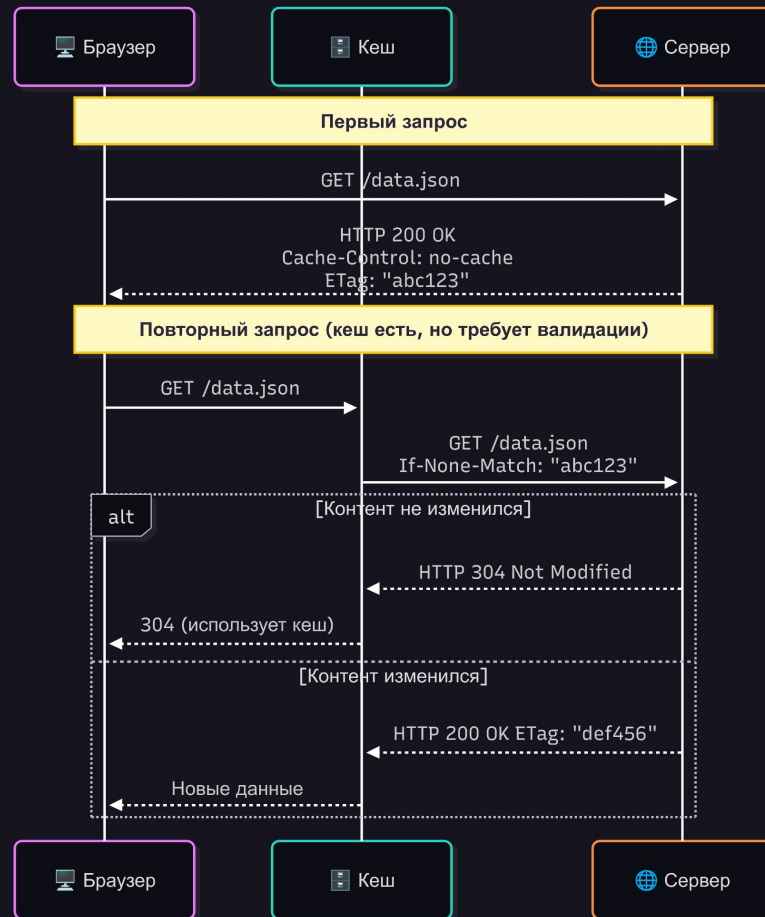 Браузер
Кеш
Сервер
Первый запрос
GET /data.json
HTTP 200 OK
Cache-Control: no-cache
ETag: "abc123"
Повторный запрос (кеш есть, но требует валидации)
GET /data.json
GET /data.json
If-None-Match: "abc123"
alt
[Контент не изменился]
HTTP 304 Not Modified
304 (использует кеш)
[Контент изменился]
HTTP 200 OK ETag: "def456"
Новые данные
Браузер
Кеш
Сервер